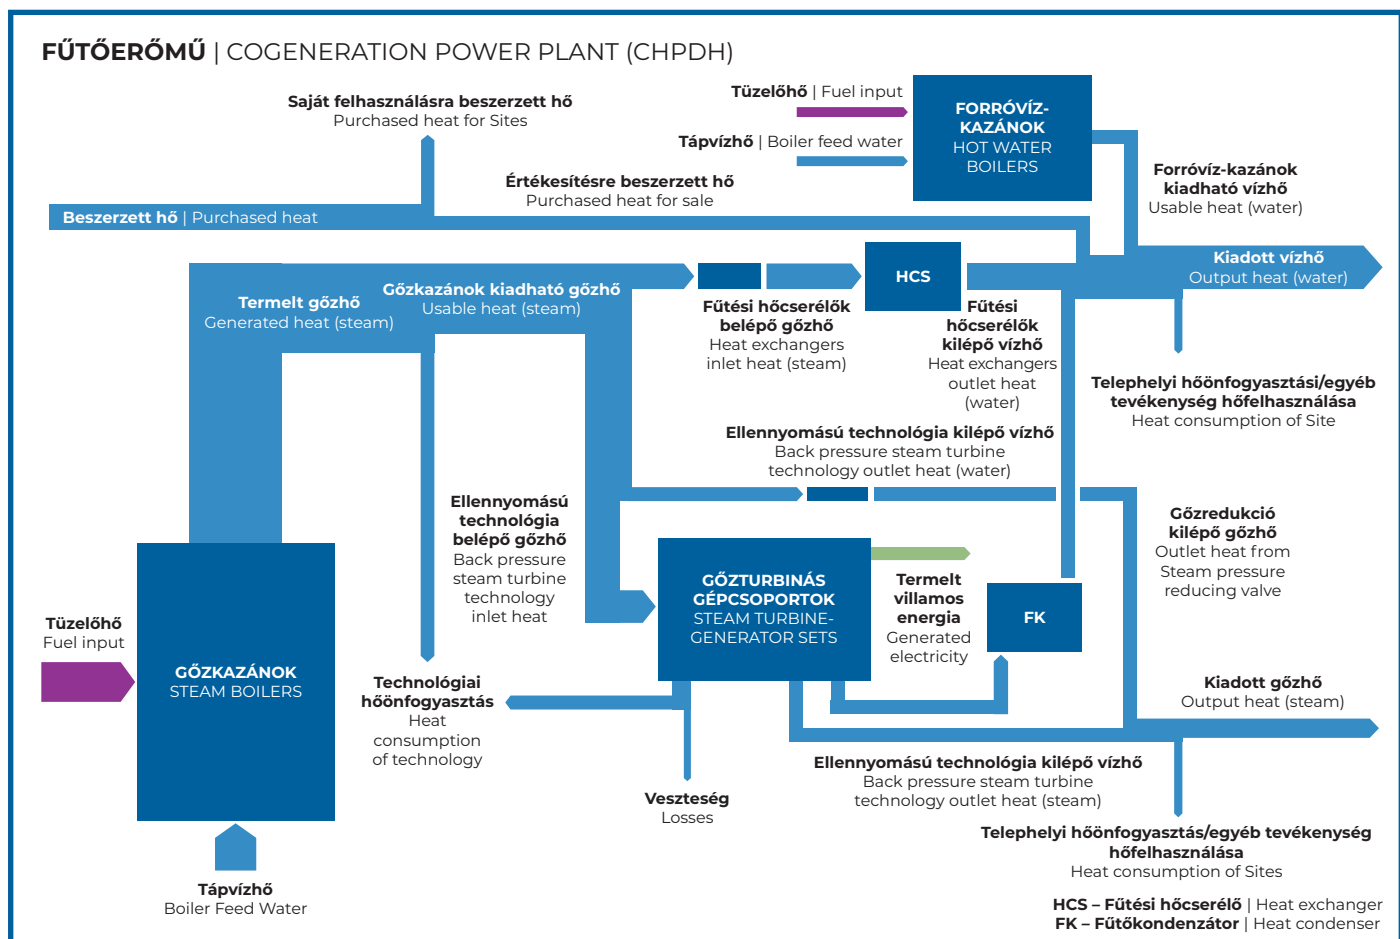 FŰTŐERŐMŰ | COGENERATION POWER PLANT (CHPDH)
Saját felhasználásra beszerzett hő
Purchased heat for Sites
Tüzelőhő | Fuel input
Tápvízhő | Boiler feed water
FORRÓVÍZ-
KAZÁNOK
HOT WATER
BOILERS
Értékesítésre beszerzett hő
Purchased heat for sale
Forróvíz-kazánok
kiadható vízhő
Usable heat (water)
Beszerzett hő | Purchased heat
Kiadott vízhő
Output heat (water)
Termelt gőzhő
Generated heat (steam)
Gőzkazánok kiadható gőzhő
Usable heat (steam)
HCS
Fűtési hőcserélők
belépő gőzhő
Heat exchangers
inlet heat (steam)
Fűtési
hőcserélők
kilépő vízhő
Heat exchangers
outlet heat
(water)
Telephelyi hőönfogyasztási/egyéb
tevékenység hőfelhasználása
Heat consumption of Site
Ellennyomású technológia kilépő vízhő
Back pressure steam turbine
technology outlet heat (water)
Ellennyomású
technológia
belépő gőzhő
Back pressure
steam turbine
technology
inlet heat
Gőzredukció
kilépő gőzhő
Outlet heat from
Steam pressure
reducing valve
GŐZTURBINÁS
GÉPCSOPORTOK
STEAM TURBINE-
GENERATOR SETS
Termelt
villamos
energia
Generated
electricity
FK
Tüzelőhő
Fuel input
GŐZKAZÁNOK
STEAM BOILERS
Technológiai
hőönfogyasztás
Heat
consumption
of technology
Kiadott gőzhő
Output heat (steam)
Ellennyomású technológia kilépő vízhő
Back pressure steam turbine
technology outlet heat (steam)
Veszteség
Losses
Telephelyi hőönfogyasztás/egyéb tevékenység
hőfelhasználása
Heat consumption of Sites
Tápvízhő
Boiler Feed Water
HCS – Fűtési hőcserélő | Heat exchanger
FK – Fűtőkondenzátor | Heat condenser